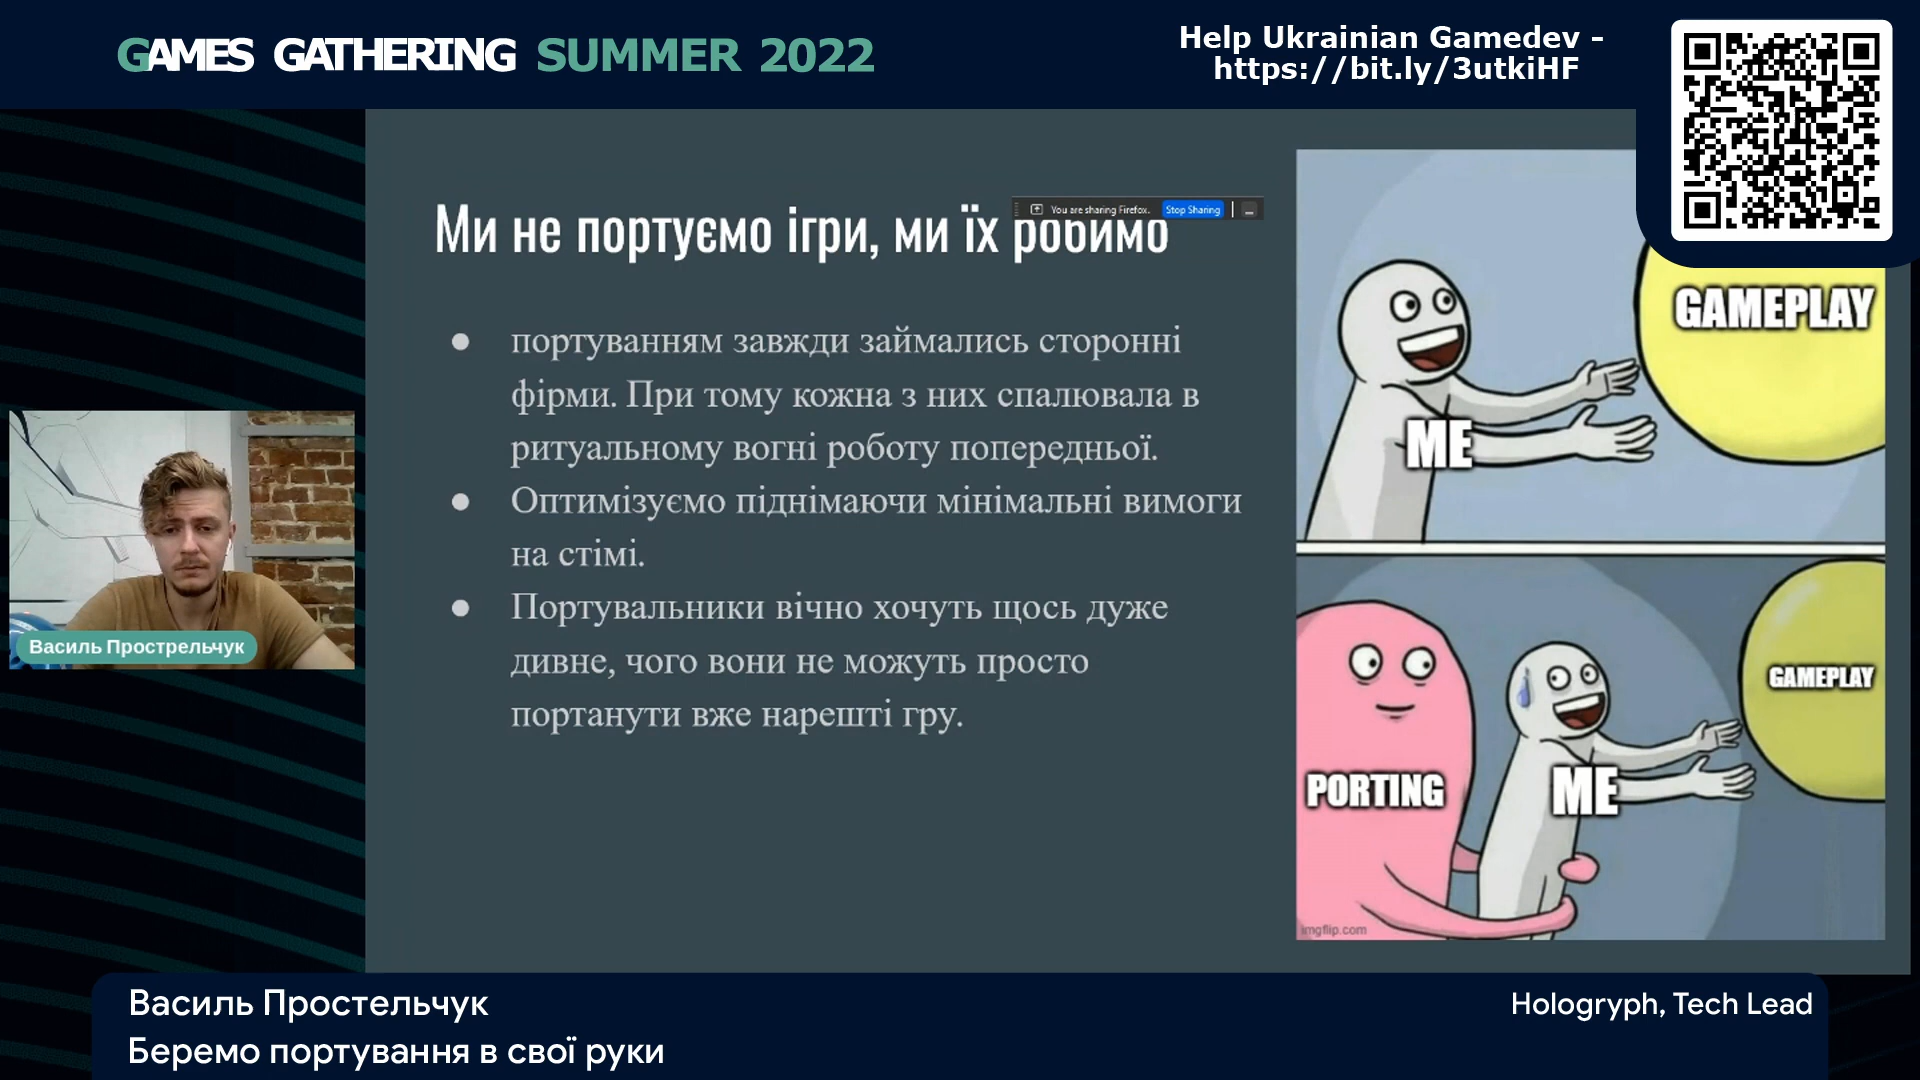 GAMES GATHERING SUMMER 2022
Help Ukrainian Gamedev -
https://bit.ly/3utkiHF
You are sharing Firefox. Stop Sharing
Ми не портуємо ігри, ми їх робимо
● портуванням завжди займались сторонні
фірми. При тому кожна з них спалювала в
ритуальному вогні роботу попередньої.
● Оптимізуємо піднімаючи мінімальні вимоги
на стімі.
● Портувальники вічно хочуть щось дуже
дивне, чого вони не можуть просто
портанути вже нарешті гру.
GAMEPLAY
ME
GAMEPLAY
PORTING
ME
imgflip.com
Василь Прострельчук
Василь Простельчук
Беремо портування в свої руки
Hologryph, Tech Lead